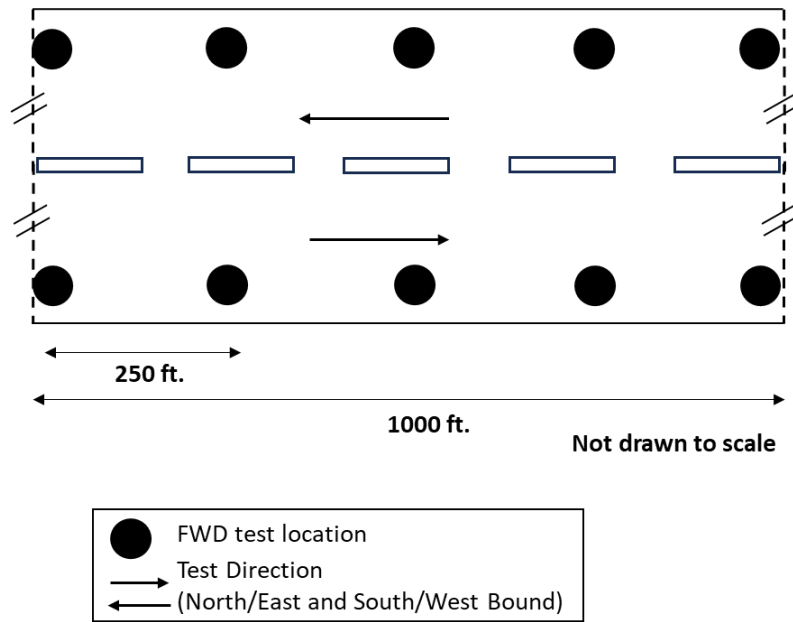 250 ft.
1000 ft.
Not drawn to scale
FWD test location
Test Direction
(North/East and South/West Bound)